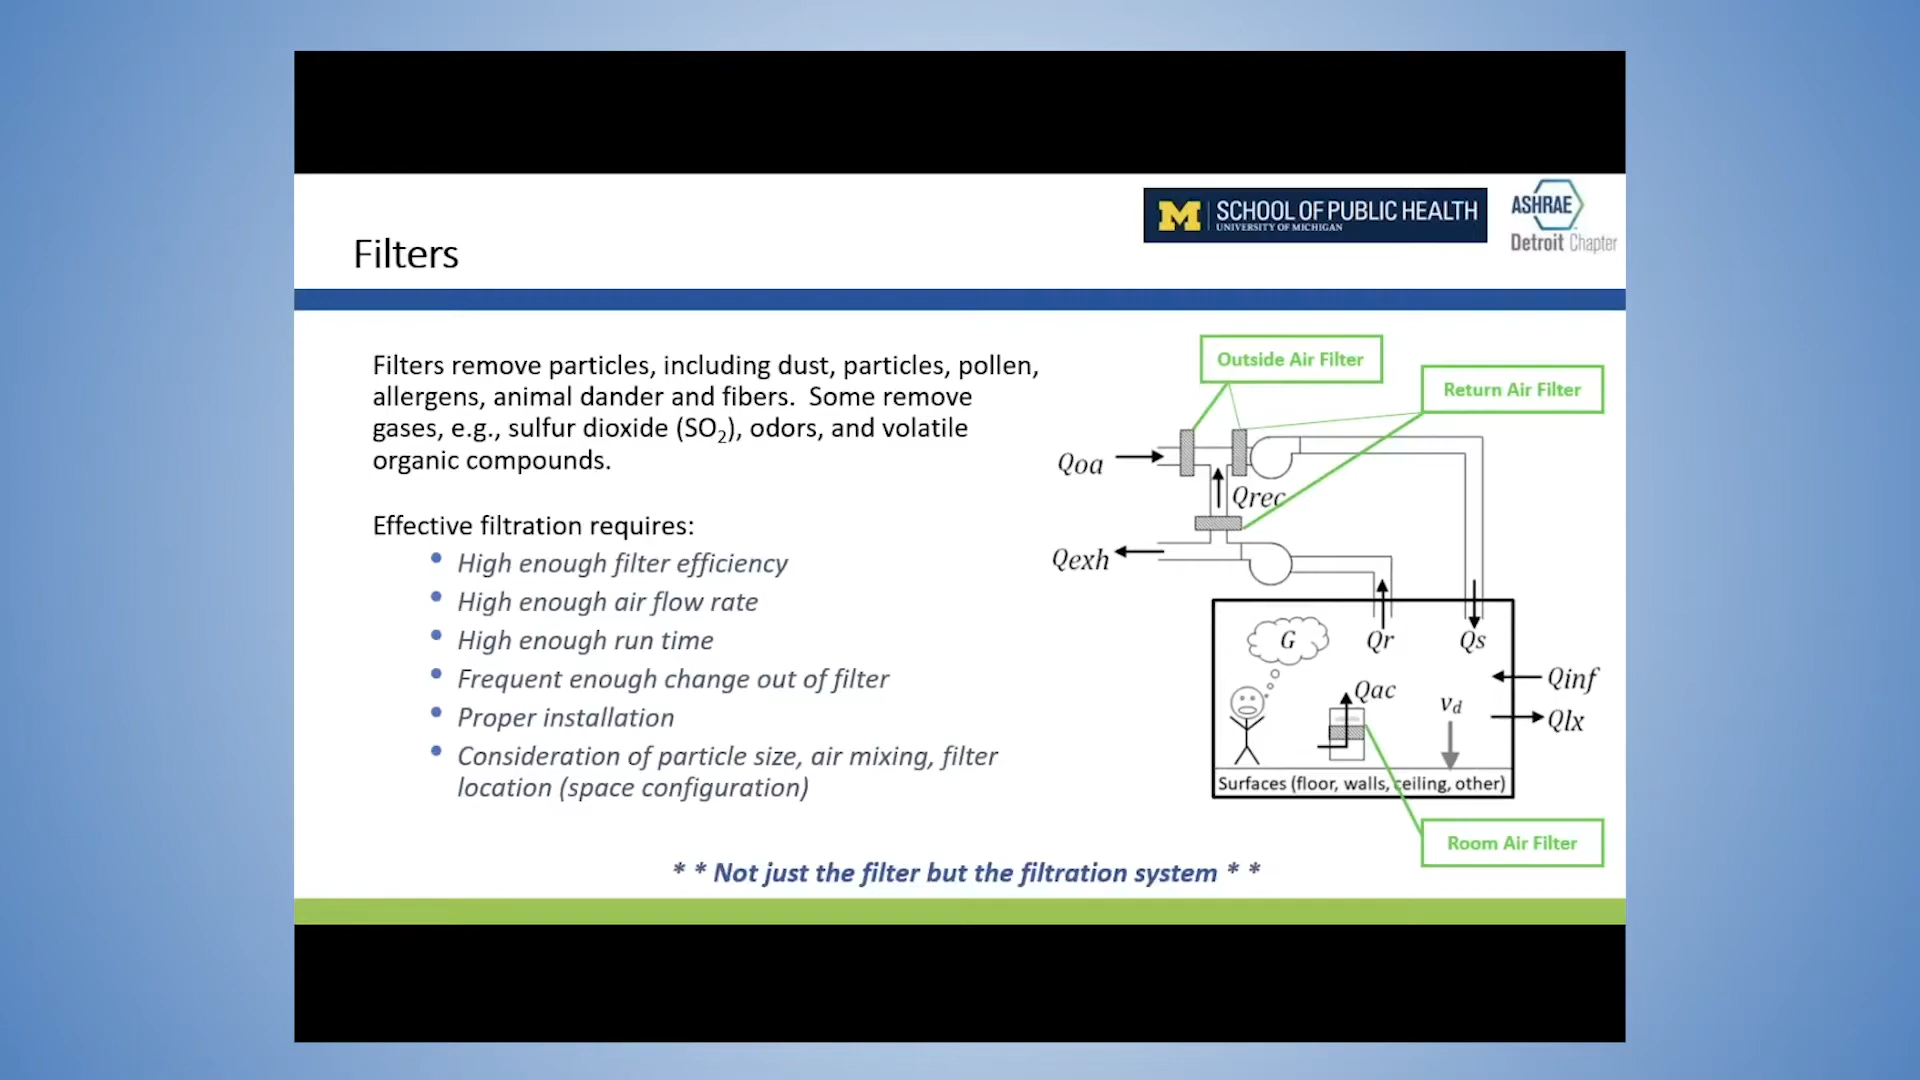 M SCHOOL OF PUBLIC HEALTH
UNIVERSITY OF MICHIGAN
ASHRAE
Detroit Chapter
Filters
Filters remove particles, including dust, particles, pollen,
allergens, animal dander and fibers. Some remove
gases, e.g., sulfur dioxide (SO₂), odors, and volatile
organic compounds.
Effective filtration requires:
• High enough filter efficiency
• High enough air flow rate
• High enough run time
• Frequent enough change out of filter
• Proper installation
• Consideration of particle size, air mixing, filter
location (space configuration)
Outside Air Filter
Return Air Filter
Qoa
Qrec
Qexh
G
Qr
Qs
Qac
vd
Qinf
Qlx
Surfaces (floor, walls, ceiling, other)
Room Air Filter
* * Not just the filter but the filtration system * *